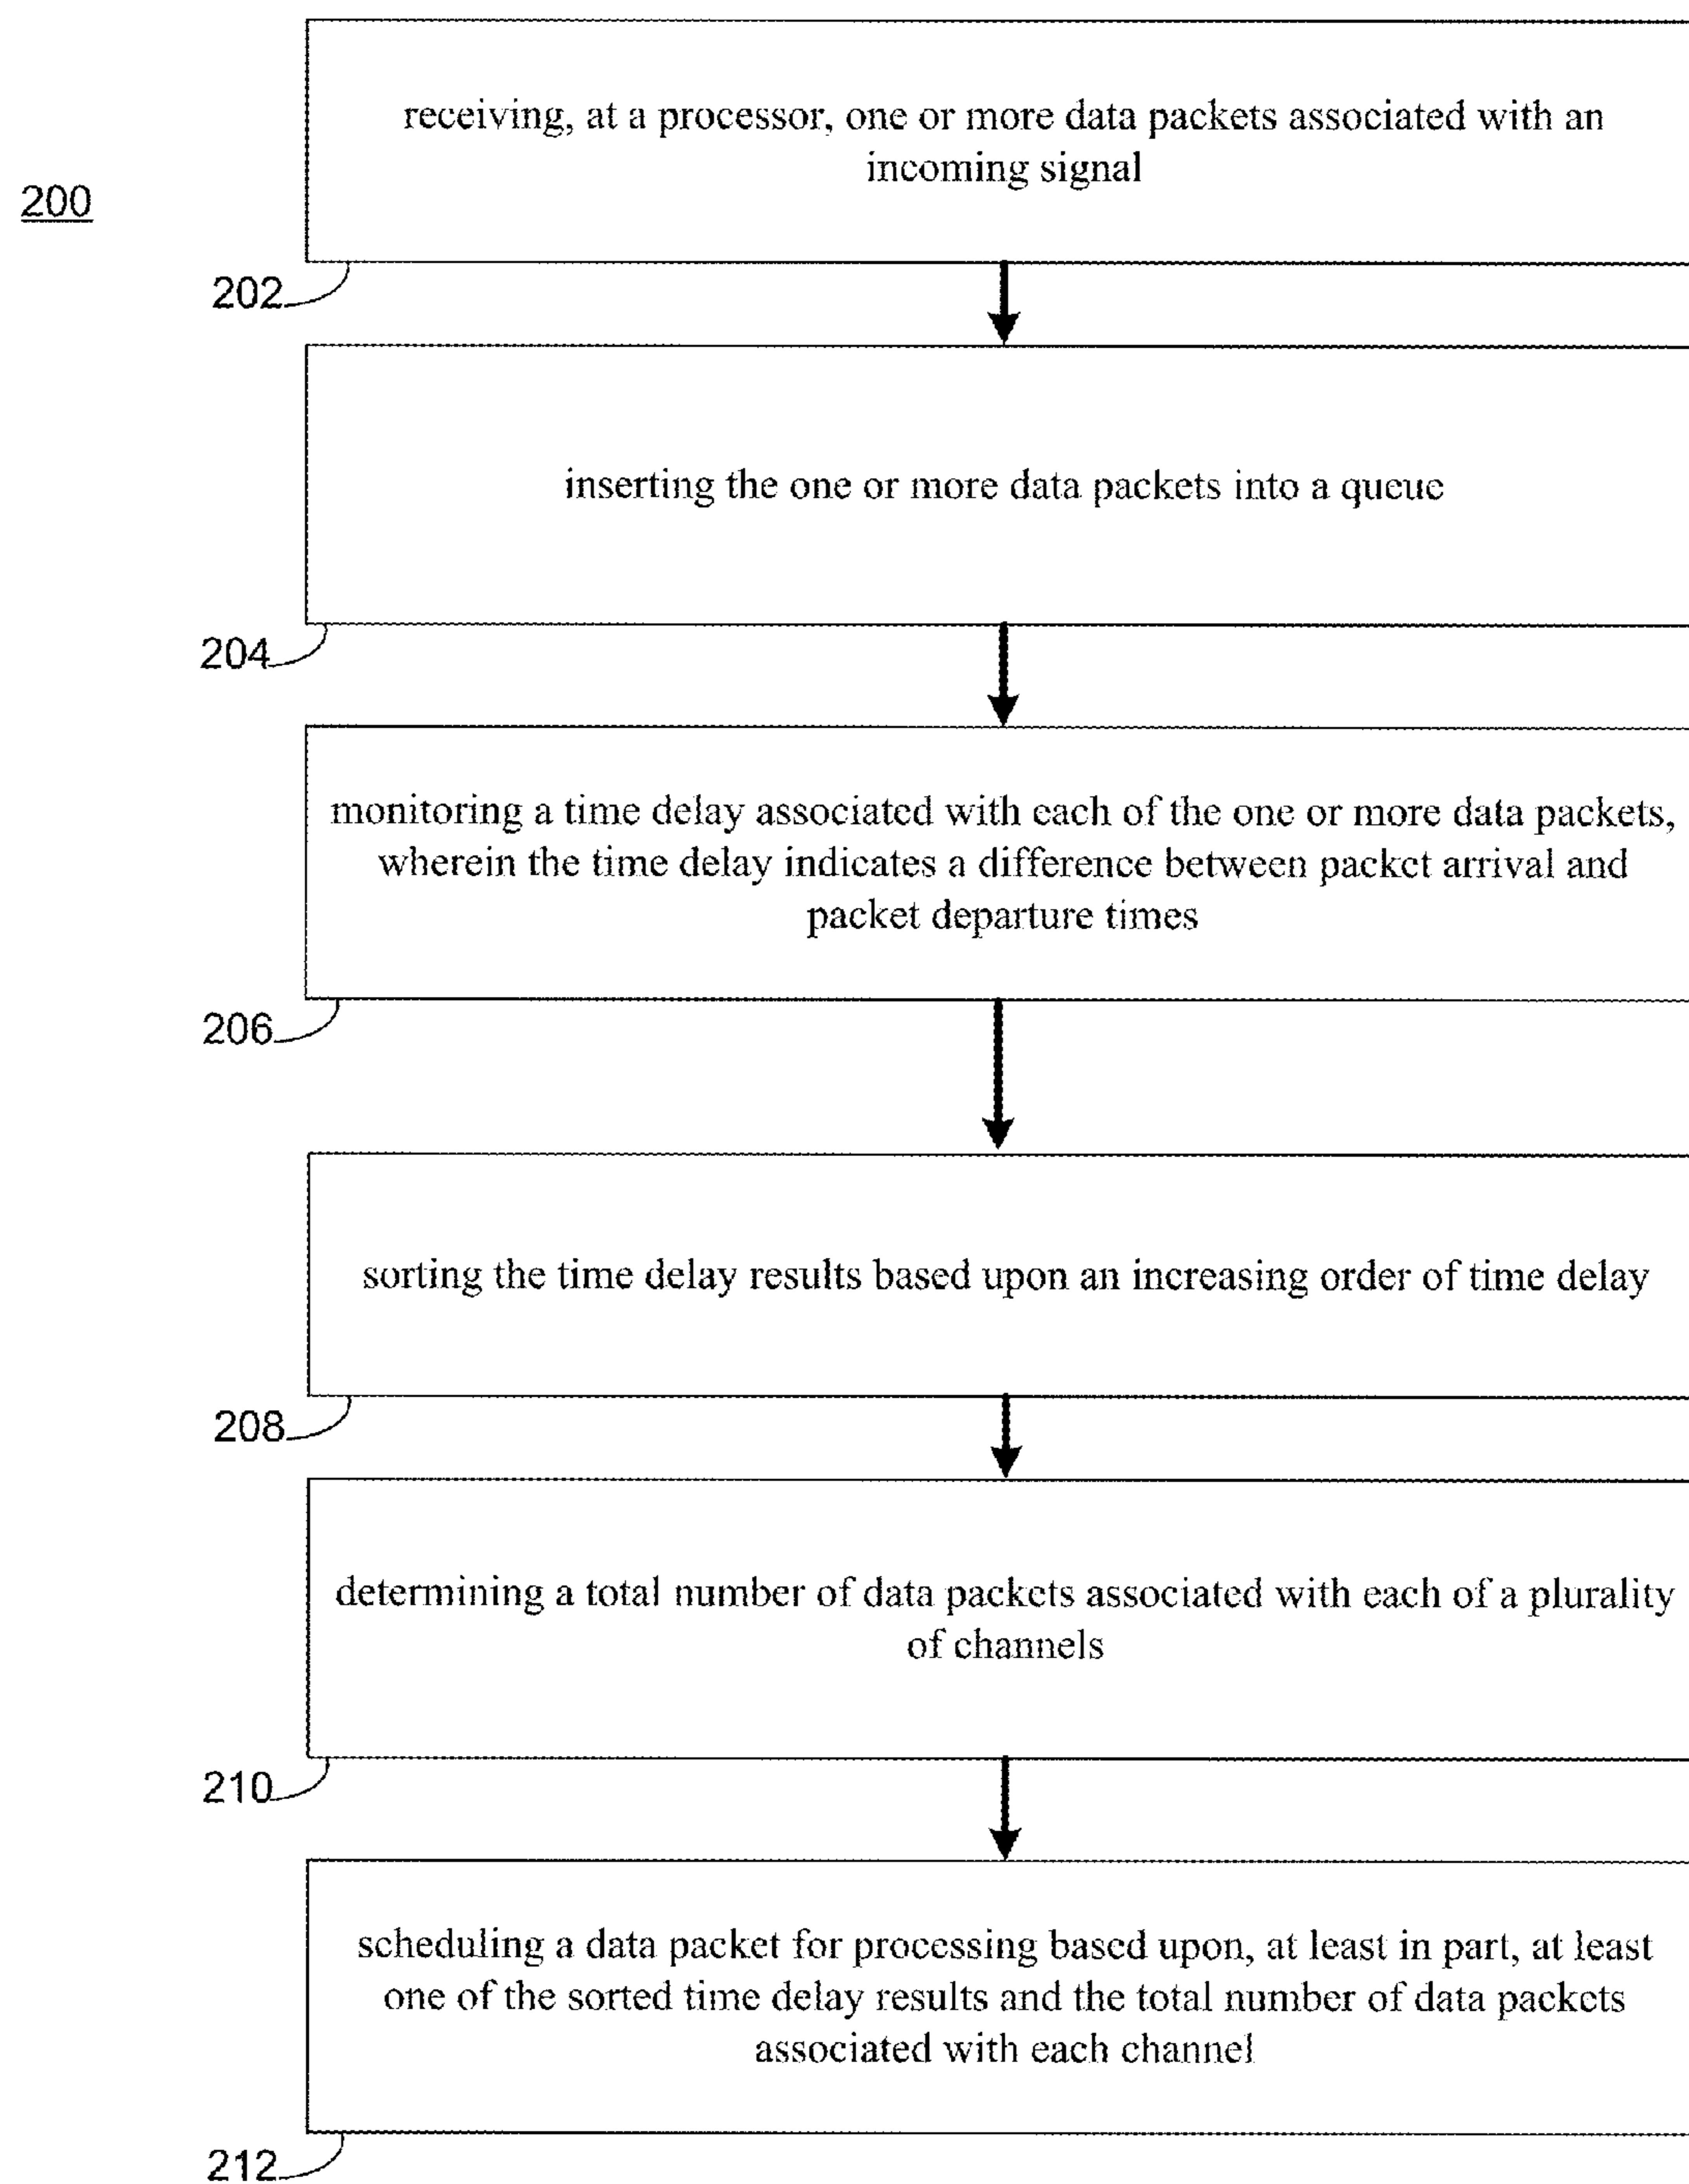 receiving, at a processor, one or more data packets associated with an
incoming signal
200
202
inserting the one or more data packets into a queue
204
monitoring a time delay associated with each of the one or more data packets,
wherein the time delay indicates a difference between packet arrival and
packet departure times
206
sorting the time delay results based upon an increasing order of time delay
208
determining a total number of data packets associated with each of a plurality
of channels
210
scheduling a data packet for processing based upon, at least in part, at least
one of the sorted time delay results and the total number of data packets
associated with each channel
212